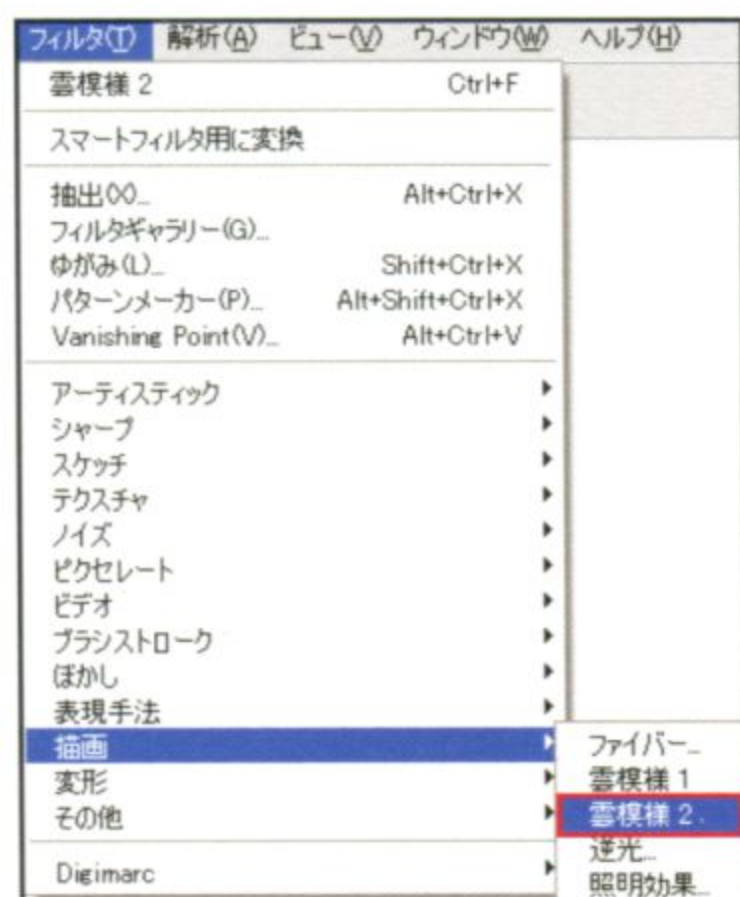 フィルタ(T) 解析(A) ビュー(V) ウィンドウ(W) ヘルプ(H)
雲模様 2 Ctrl+F
スマートフィルタ用に変換
抽出(X)... Alt+Ctrl+X
フィルタギャラリー(G)...
ゆがみ(L)... Shift+Ctrl+X
パターンメーカー(P)... Alt+Shift+Ctrl+X
Vanishing Point(V)... Alt+Ctrl+V
アーティスティック
シャープ
スケッチ
テクスチャ
ノイズ
ピクセレート
ビデオ
ブラシストローク
ぼかし
表現手法
描画
変形
その他
Digimarc
ファイバー...
雲模様 1
雲模様 2
逆光...
照明効果...